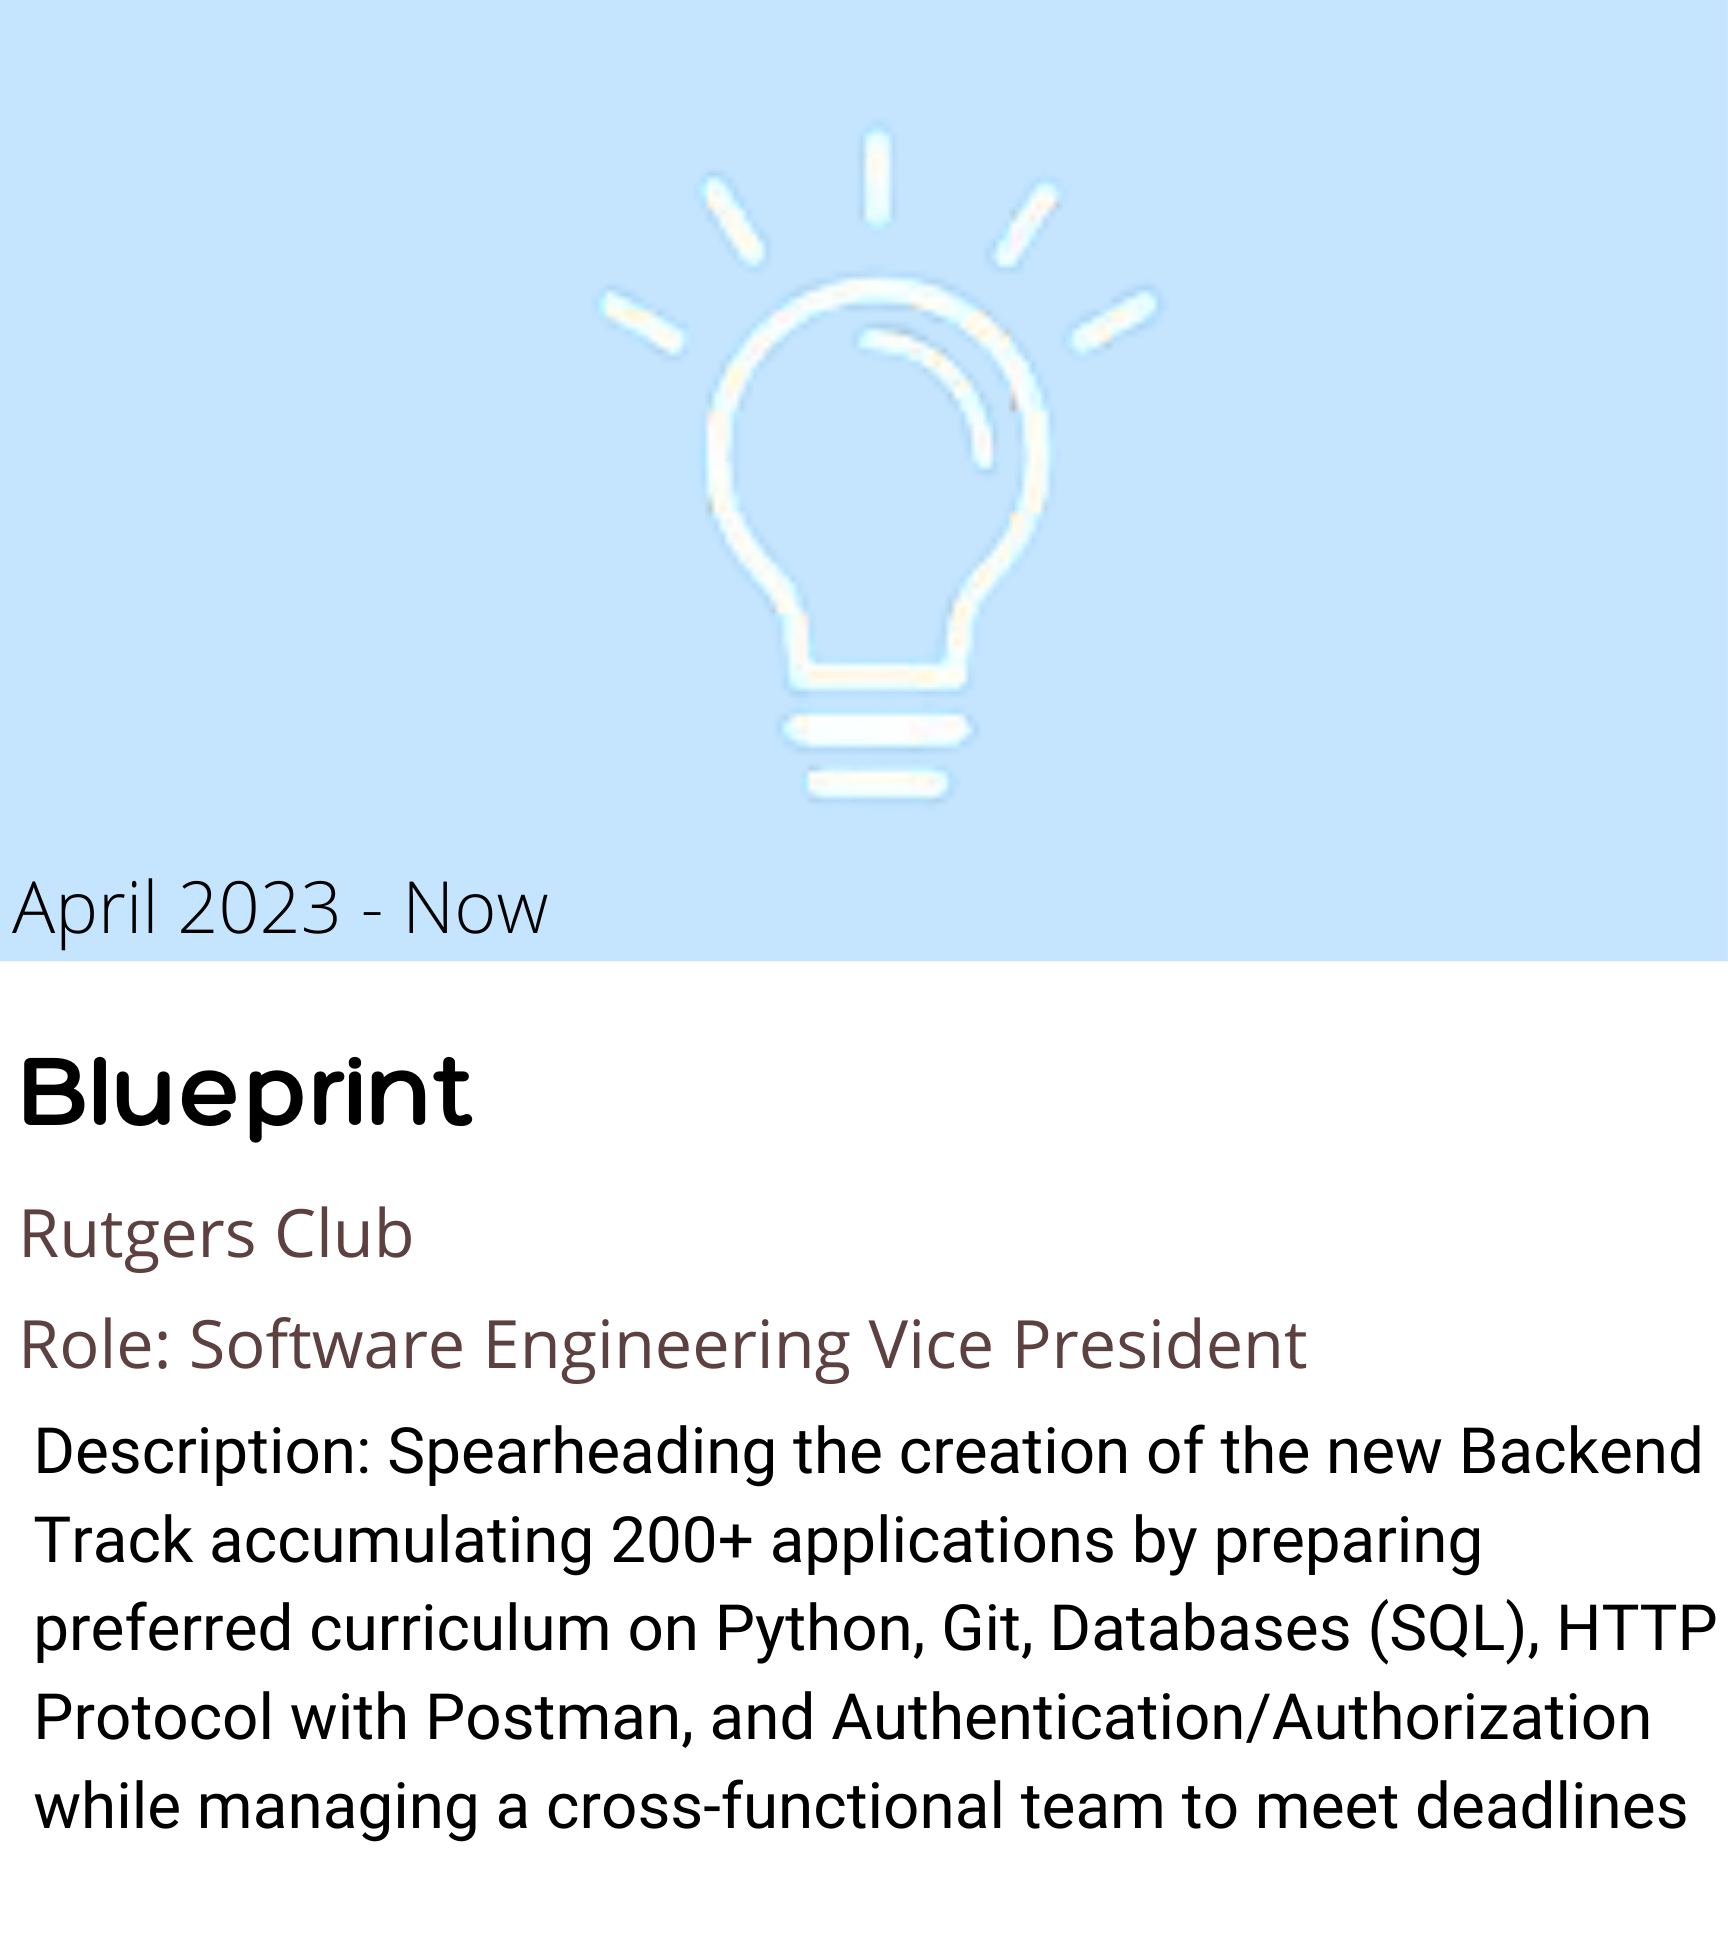 April 2023 - Now
Blueprint
Rutgers Club
Role: Software Engineering Vice President
Description: Spearheading the creation of the new Backend
Track accumulating 200+ applications by preparing
preferred curriculum on Python, Git, Databases (SQL), HTTP
Protocol with Postman, and Authentication/Authorization
while managing a cross-functional team to meet deadlines